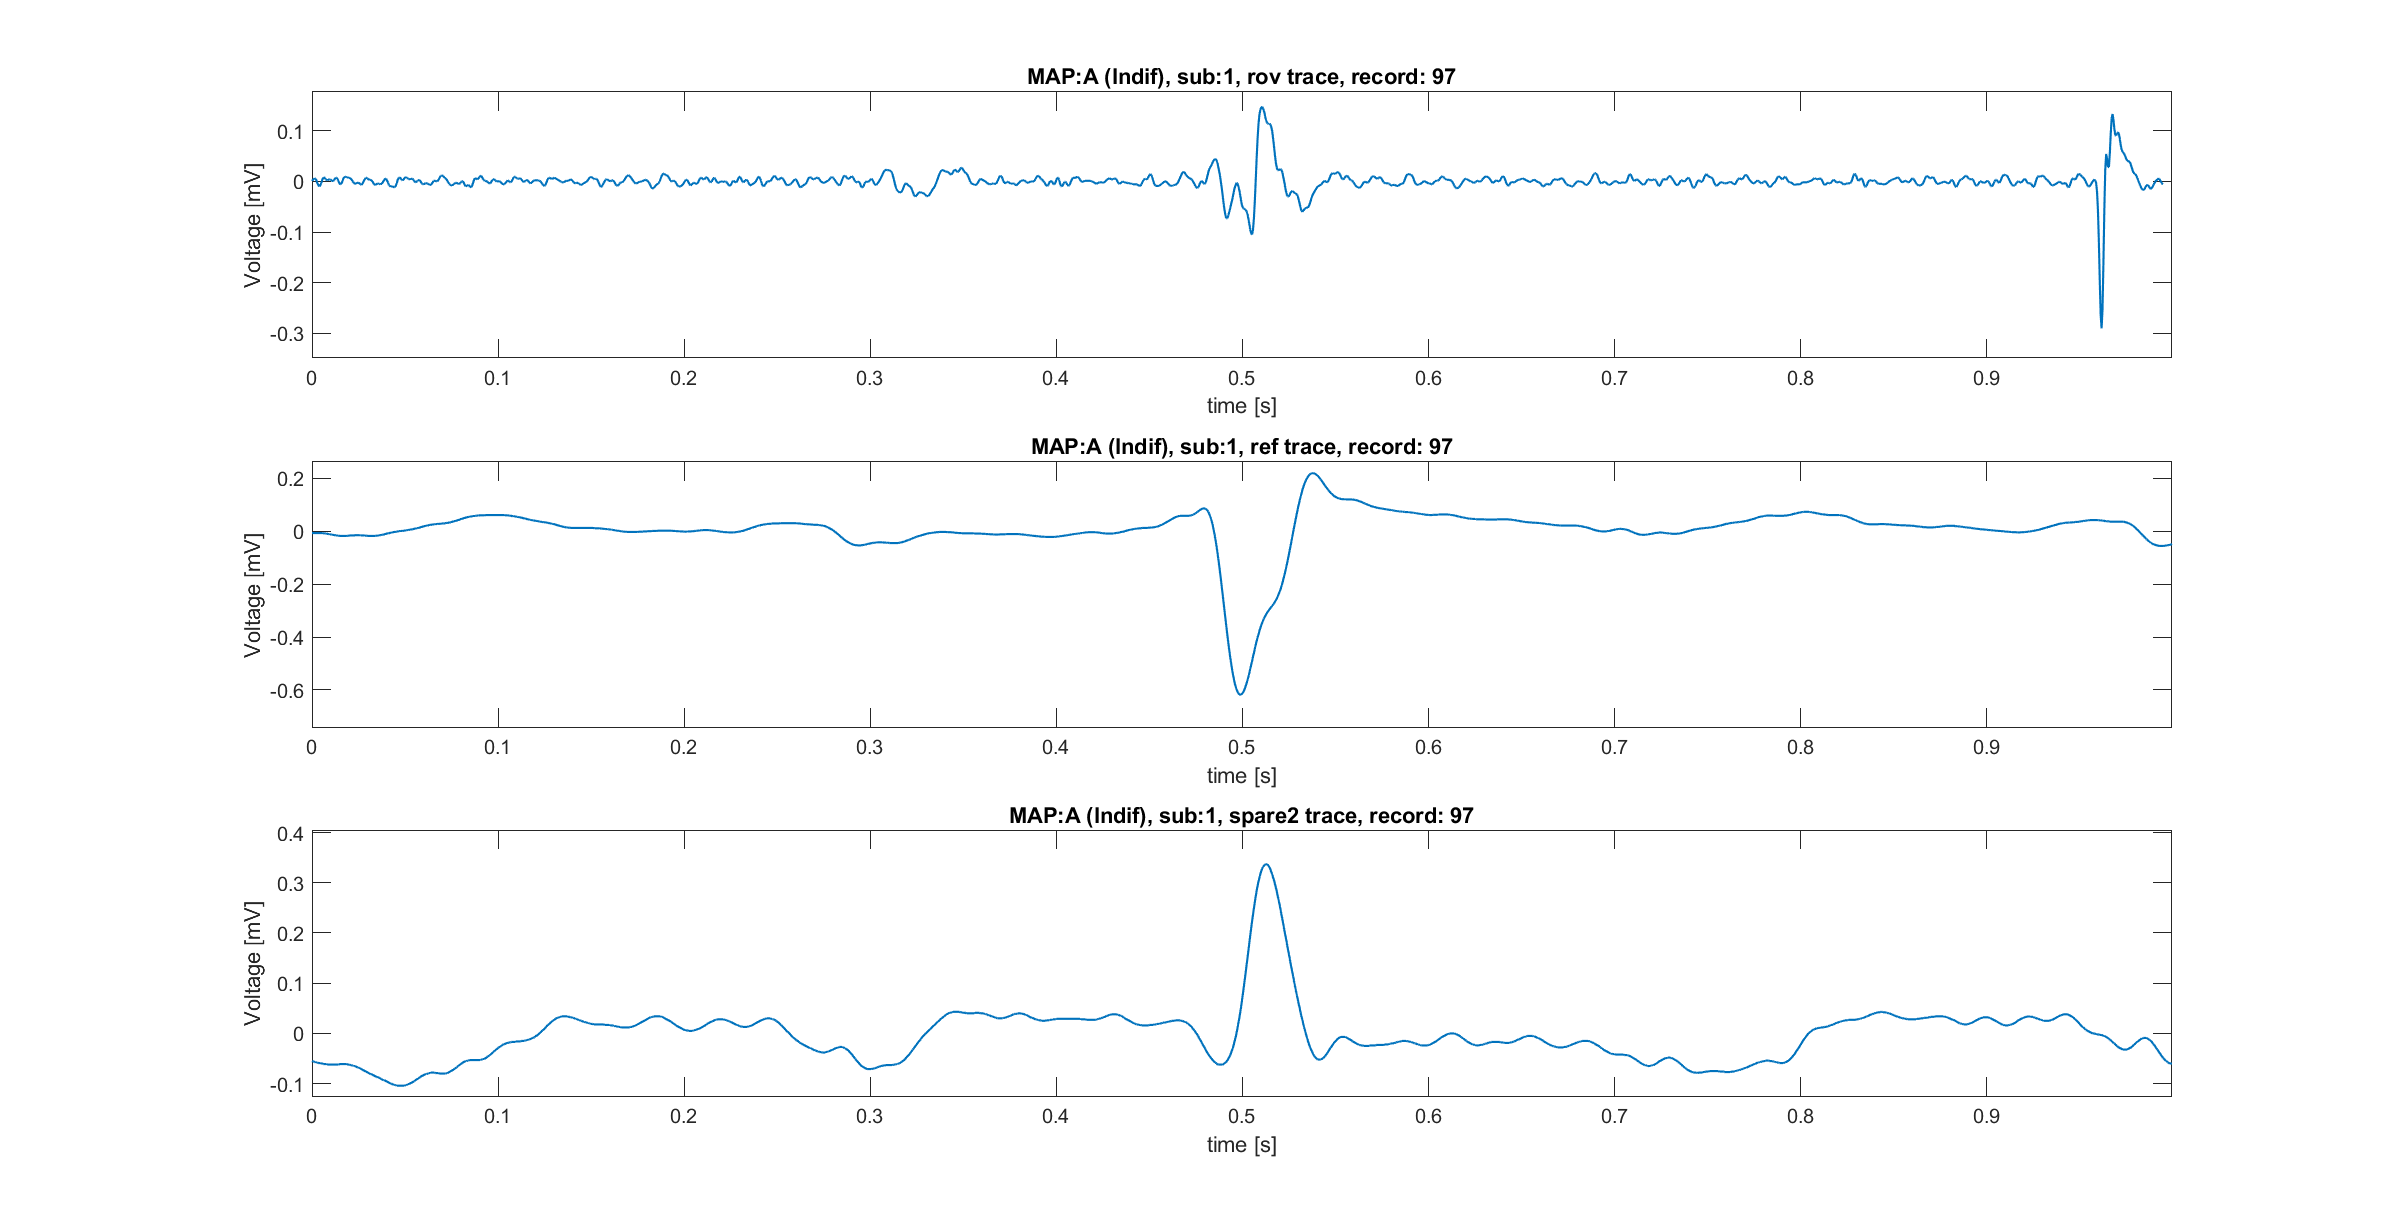 MAP:A (Indif), sub:1, rov trace, record: 97
Voltage [mV]
0.1
0
-0.1
-0.2
-0.3
0 0.1 0.2 0.3 0.4 0.5 0.6 0.7 0.8 0.9
time [s]
MAP:A (Indif), sub:1, ref trace, record: 97
Voltage [mV]
0.2
0
-0.2
-0.4
-0.6
0 0.1 0.2 0.3 0.4 0.5 0.6 0.7 0.8 0.9
time [s]
MAP:A (Indif), sub:1, spare2 trace, record: 97
Voltage [mV]
0.4
0.3
0.2
0.1
0
-0.1
0 0.1 0.2 0.3 0.4 0.5 0.6 0.7 0.8 0.9
time [s]